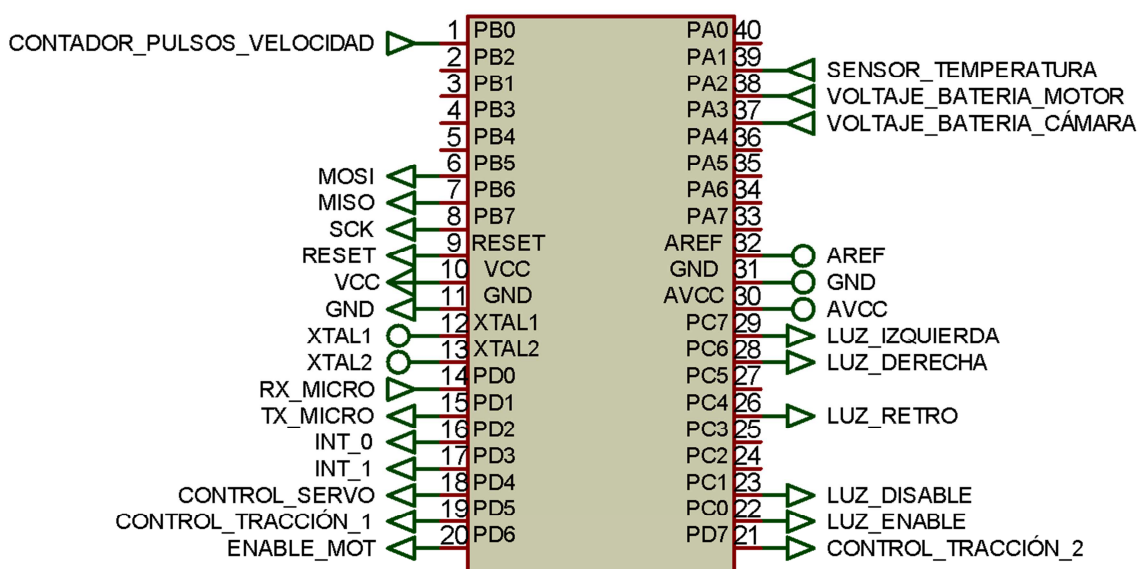 CONTADOR_PULSOS_VELOCIDAD 1 PB0 PA0 40
2 PB2 PA1 39 SENSOR_TEMPERATURA
3 PB1 PA2 38 VOLTAJE_BATERIA_MOTOR
4 PB3 PA3 37 VOLTAJE_BATERIA_CÁMARA
5 PB4 PA4 36
MOSI 6 PB5 PA5 35
MISO 7 PB6 PA6 34
SCK 8 PB7 PA7 33
RESET 9 RESET AREF 32 AREF
VCC 10 VCC GND 31 GND
GND 11 GND AVCC 30 AVCC
XTAL1 12 XTAL1 PC7 29 LUZ_IZQUIERDA
XTAL2 13 XTAL2 PC6 28 LUZ_DERECHA
RX_MICRO 14 PD0 PC5 27
TX_MICRO 15 PD1 PC4 26 LUZ_RETRO
INT_0 16 PD2 PC3 25
INT_1 17 PD3 PC2 24
CONTROL_SERVO 18 PD4 PC1 23 LUZ_DISABLE
CONTROL_TRACCIÓN_1 19 PD5 PC0 22 LUZ_ENABLE
ENABLE_MOT 20 PD6 PD7 21 CONTROL_TRACCIÓN_2